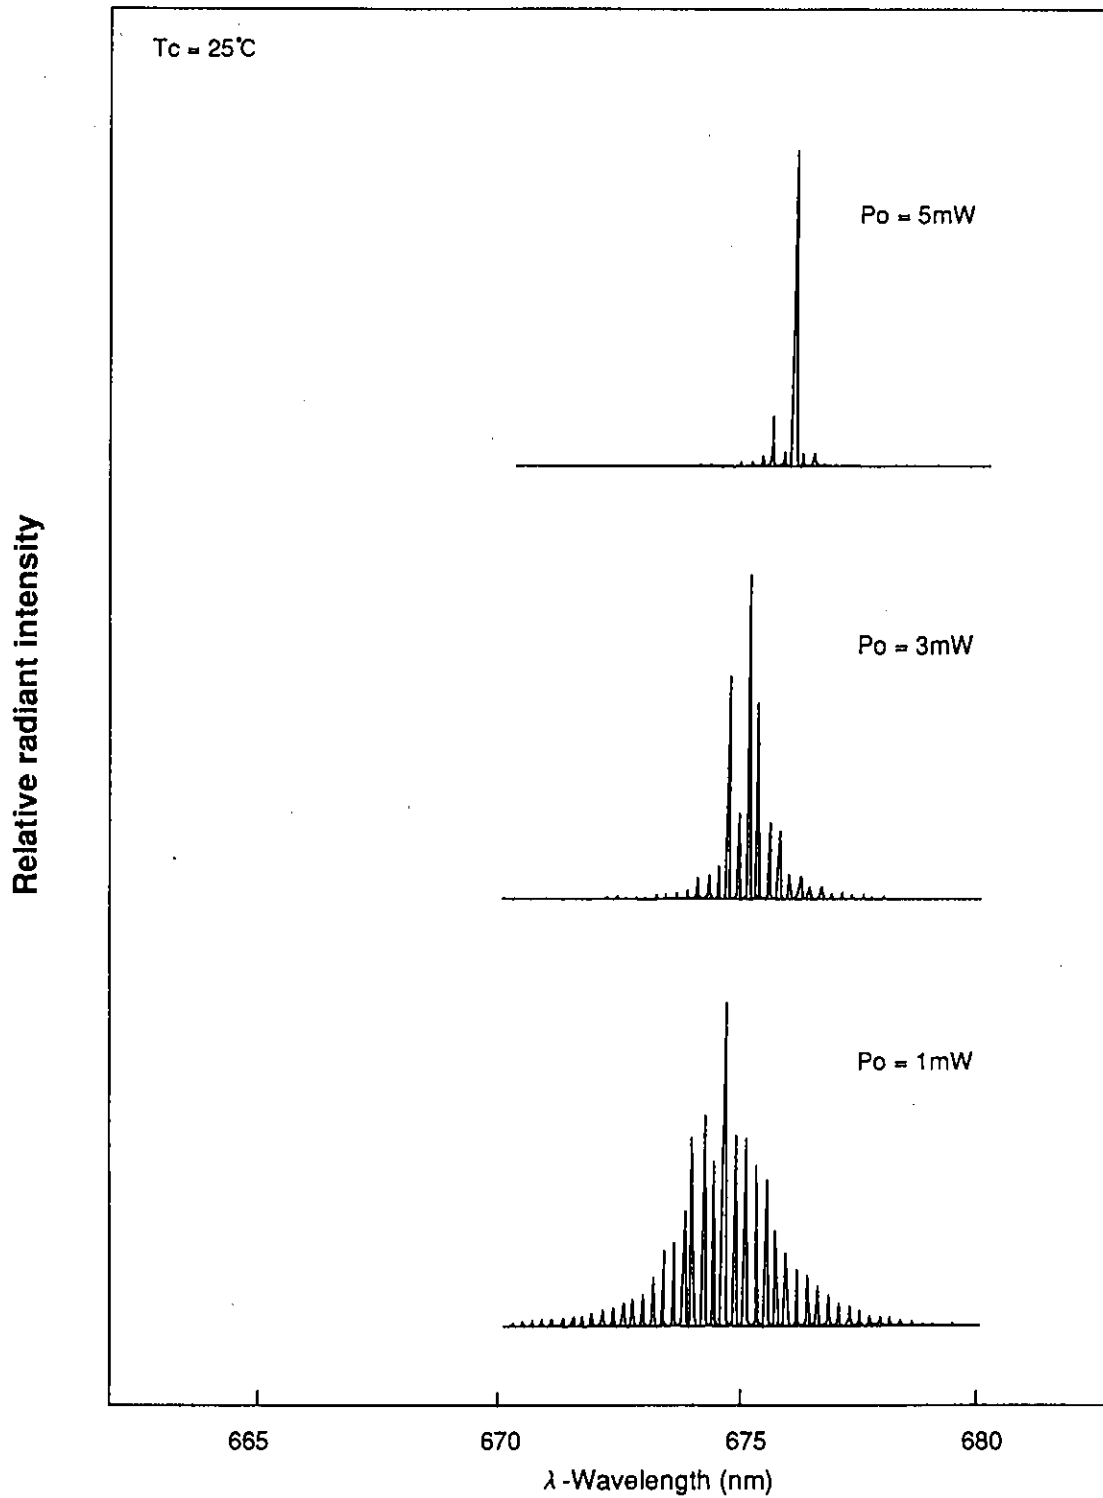 Tc = 25℃
Po = 5mW
Po = 3mW
Po = 1mW
Relative radiant intensity
665 670 675 680
λ-Wavelength (nm)